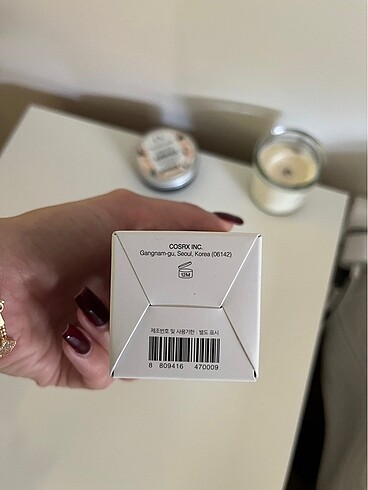 COSRX INC.
Gangnam-gu, Seoul, Korea (06142)
12M
제조번호 및 사용기한 : 별도 표시
8 809416 470009